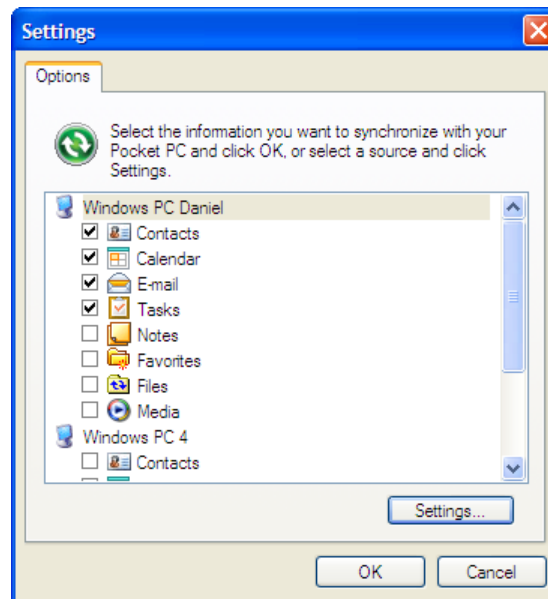 Settings
Options
Select the information you want to synchronize with your
Pocket PC and click OK, or select a source and click
Settings.
Windows PC Daniel
Contacts
Calendar
E-mail
Tasks
Notes
Favorites
Files
Media
Windows PC 4
Contacts
Settings...
OK
Cancel